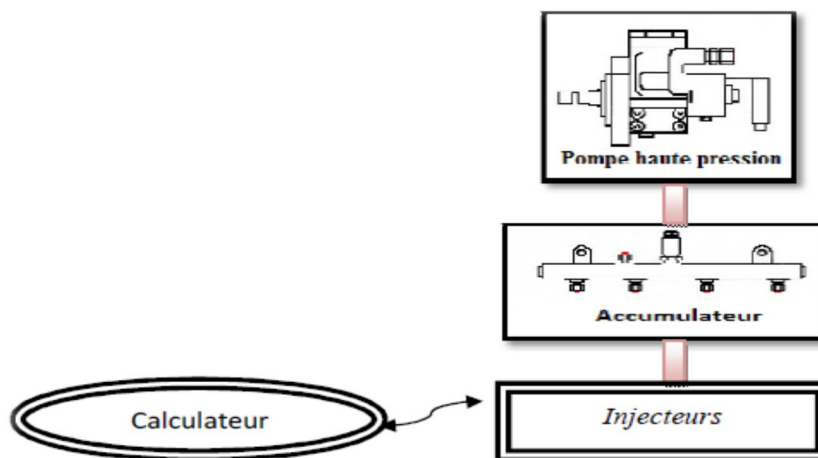 Pompe haute pression
Accumulateur
Calculateur
Injecteurs